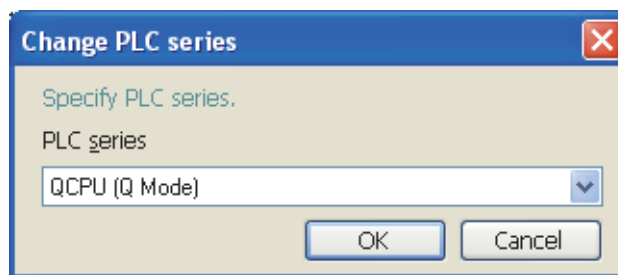 Change PLC series
Specify PLC series.
PLC series
QCPU (Q Mode)
OK Cancel